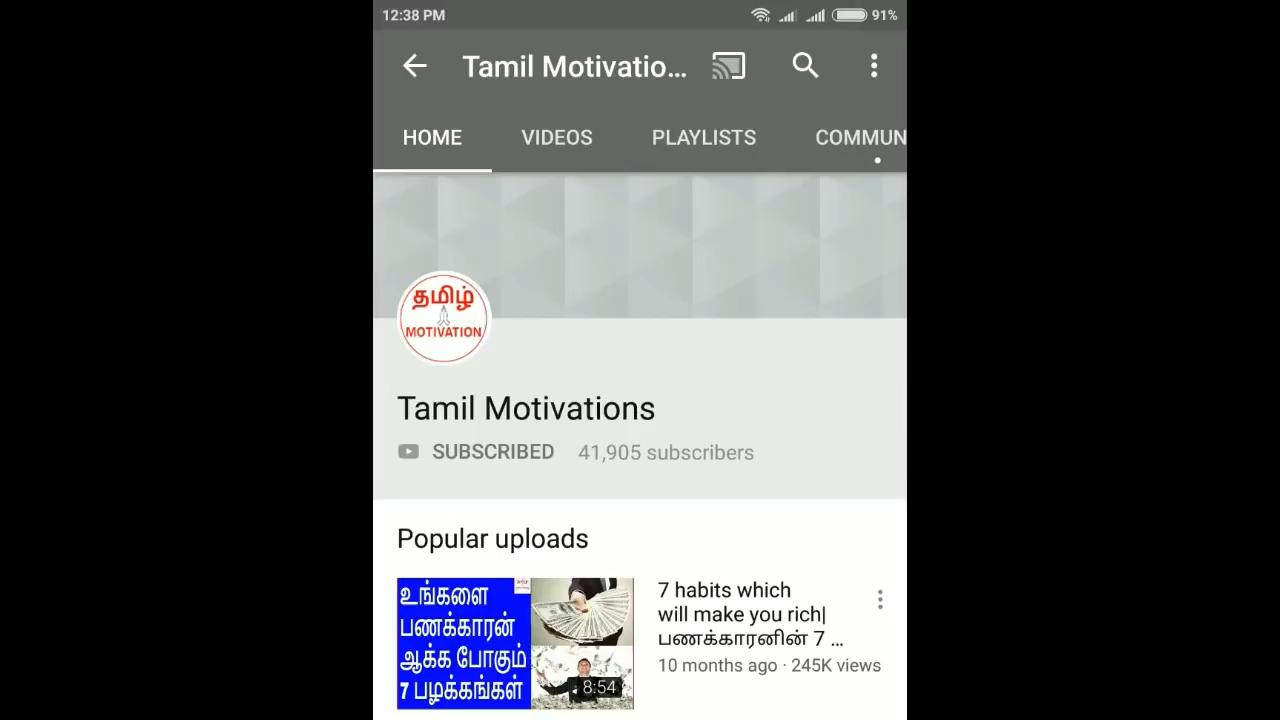 12:38 PM
91%
Tamil Motivatio...
HOME
VIDEOS
PLAYLISTS
COMMUN
தமிழ்
MOTIVATION
Tamil Motivations
SUBSCRIBED
41,905 subscribers
Popular uploads
உங்களை
பணக்காரன்
ஆக்க போகும்
7 பழக்கங்கள்
8:54
7 habits which
will make you rich|
பணக்காரனின் 7 ...
10 months ago · 245K views